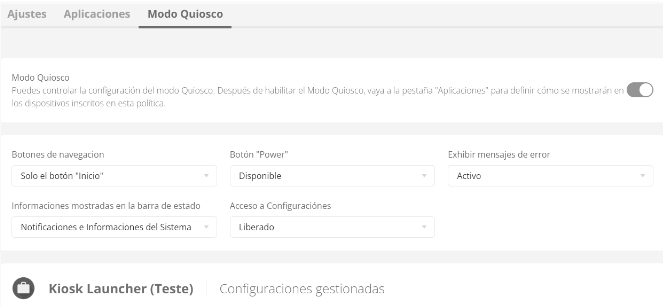 Ajustes Aplicaciones Modo Quiosco
Modo Quiosco
Puedes controlar la configuración del modo Quiosco. Después de habilitar el Modo Quiosco, vaya a la pestaña "Aplicaciones" para definir cómo se mostrarán en
los dispositivos inscritos en esta política.
Botones de navegacion Botón "Power" Exhibir mensajes de error
Solo el botón "Inicio" Disponible Activo
Informaciones mostradas en la barra de estado Acceso a Configuraciónes
Notificaciones e Informaciones del Sistema Liberado
Kiosk Launcher (Teste) Configuraciones gestionadas